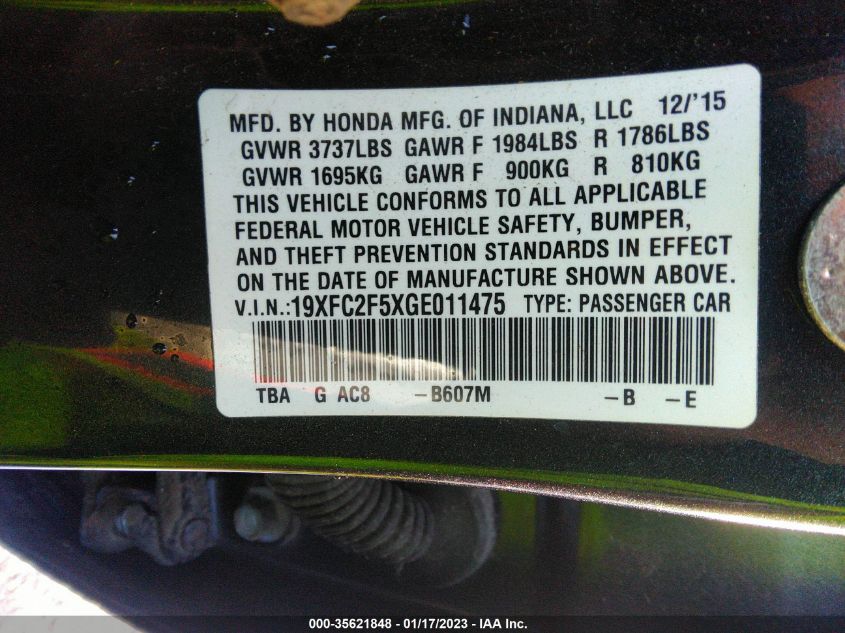 MFD. BY HONDA MFG. OF INDIANA, LLC 12/'15
GVWR 3737LBS GAWR F 1984LBS R 1786LBS
GVWR 1695KG GAWR F 900KG R 810KG
THIS VEHICLE CONFORMS TO ALL APPLICABLE
FEDERAL MOTOR VEHICLE SAFETY, BUMPER,
AND THEFT PREVENTION STANDARDS IN EFFECT
ON THE DATE OF MANUFACTURE SHOWN ABOVE.
V.I.N.:19XFC2F5XGE011475 TYPE: PASSENGER CAR
TBA G AC8 -B607M -B -E
000-35621848 - 01/17/2023 - © IAA Inc.